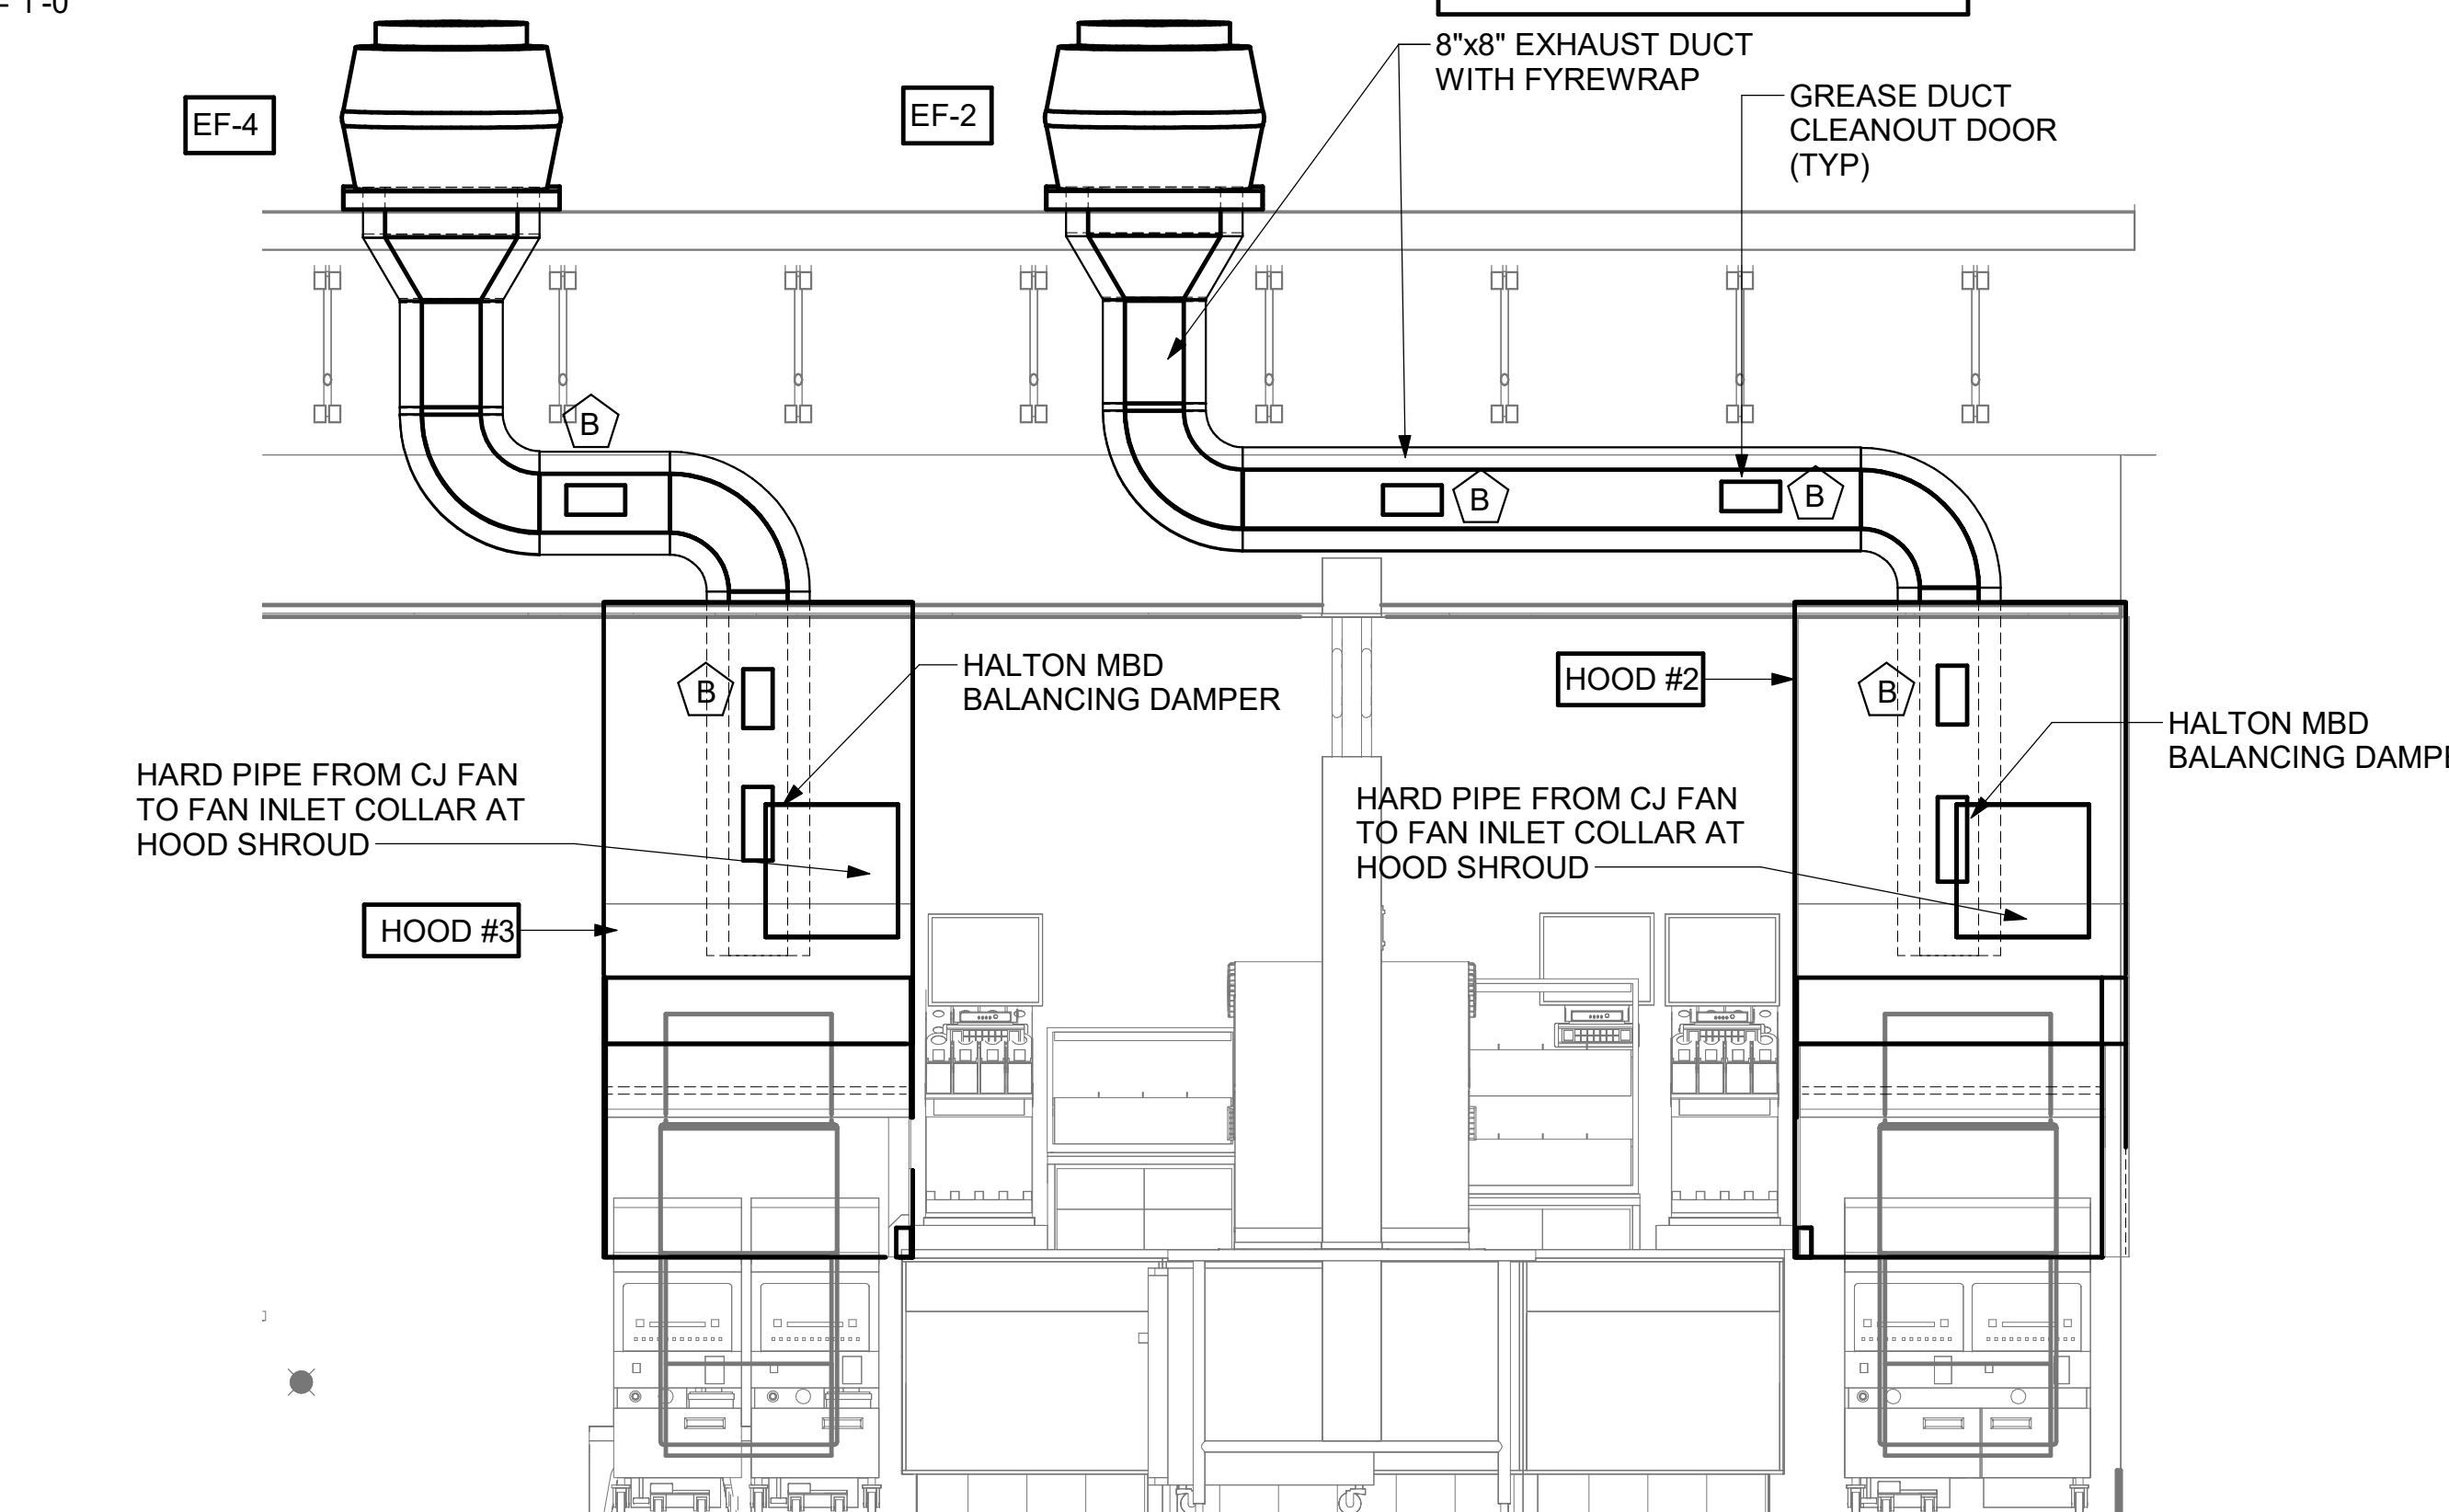 EF-4
EF-2
8"x8" EXHAUST DUCT
WITH FYREWRAP
GREASE DUCT
CLEANOUT DOOR
(TYP)
B
B
B
B
B
HALTON MBD
BALANCING DAMPER
HOOD #2
HALTON MBD
HARD PIPE FROM CJ FAN
TO FAN INLET COLLAR AT
HOOD SHROUD
HARD PIPE FROM CJ FAN
TO FAN INLET COLLAR AT
HOOD SHROUD
BALANCING DAMPE
HOOD #3